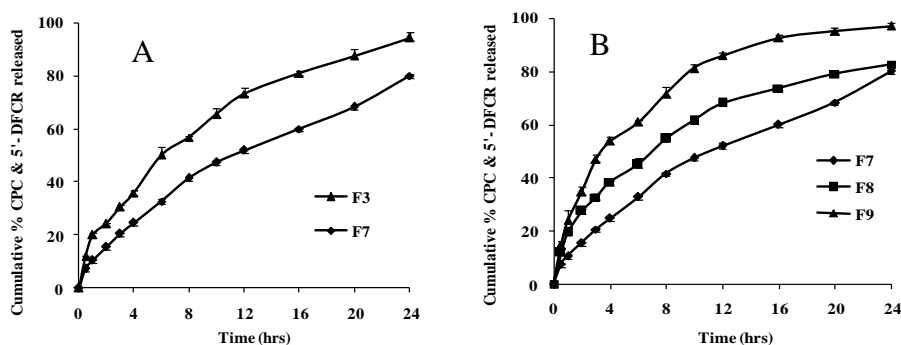 A
Cumulative % CPC & 5'-DFCR released
100
80
60
40
20
0
F3
F7
0 4 8 12 16 20 24
Time (hrs)
B
Cumulative % CPC & 5'-DFCR released
100
80
60
40
20
0
F7
F8
F9
0 4 8 12 16 20 24
Time (hrs)